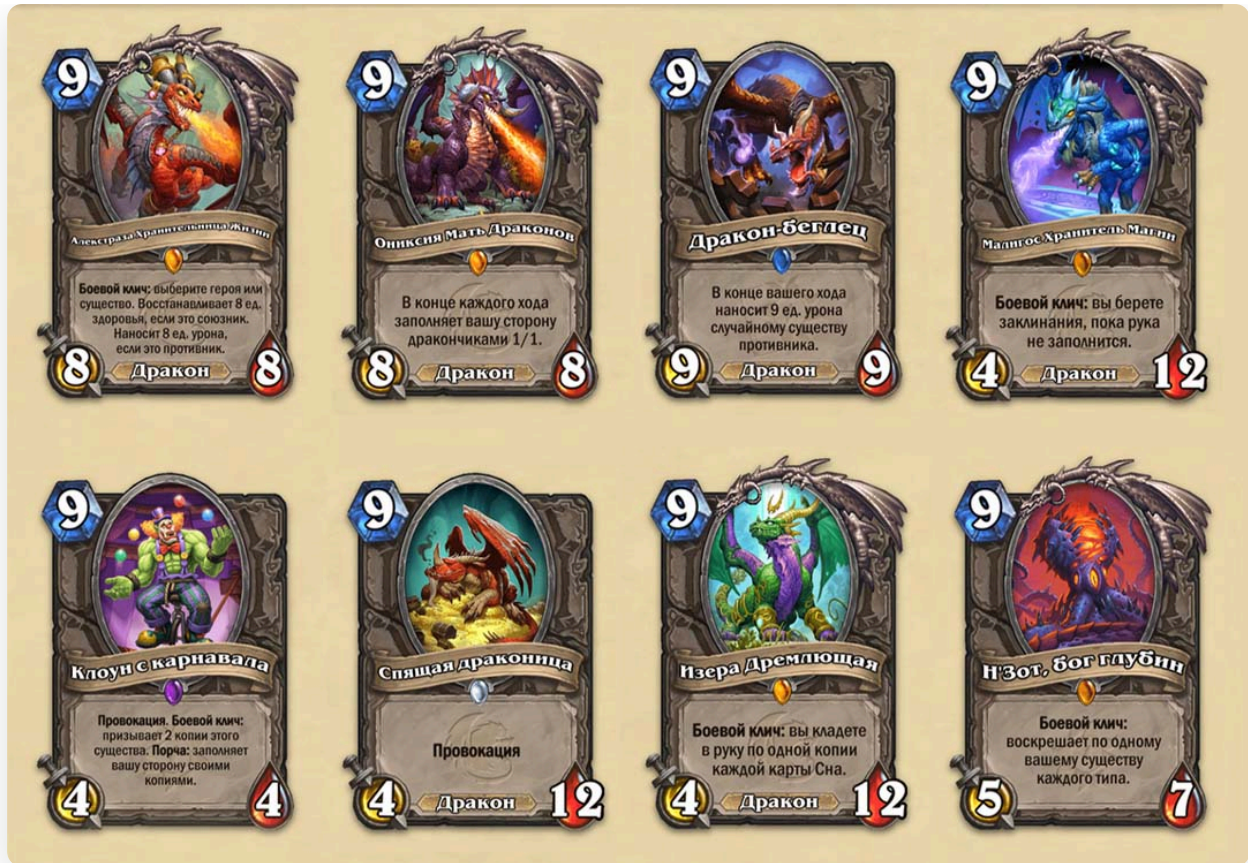 9
Алекстраза Хранительница Жизни
Боевой клич: выберите героя или
существо. Восстанавливает 8 ед.
здоровья, если это союзник.
Наносит 8 ед. урона,
если это противник.
8
Дракон
8
9
Ониксия Мать Драконов
В конце каждого хода
заполняет вашу сторону
дракончиками 1/1.
8
Дракон
8
9
Дракон-беглец
В конце вашего хода
наносит 9 ед. урона
случайному существу
противника.
9
Дракон
9
9
Малигос Хранитель Магии
Боевой клич: вы берете
заклинания, пока рука
не заполнится.
4
Дракон
12
9
Клоун с карнавала
Провокация. Боевой клич:
призывает 2 копии этого
существа. Порча: заполняет
вашу сторону своими
копиями.
4
4
9
Спящая драконица
Провокация
4
Дракон
12
9
Изера Дремлющая
Боевой клич: вы кладете
в руку по одной копии
каждой карты Сна.
4
Дракон
12
9
Н'Зот, бог глубин
Боевой клич:
воскрешает по одному
вашему существу
каждого типа.
5
7